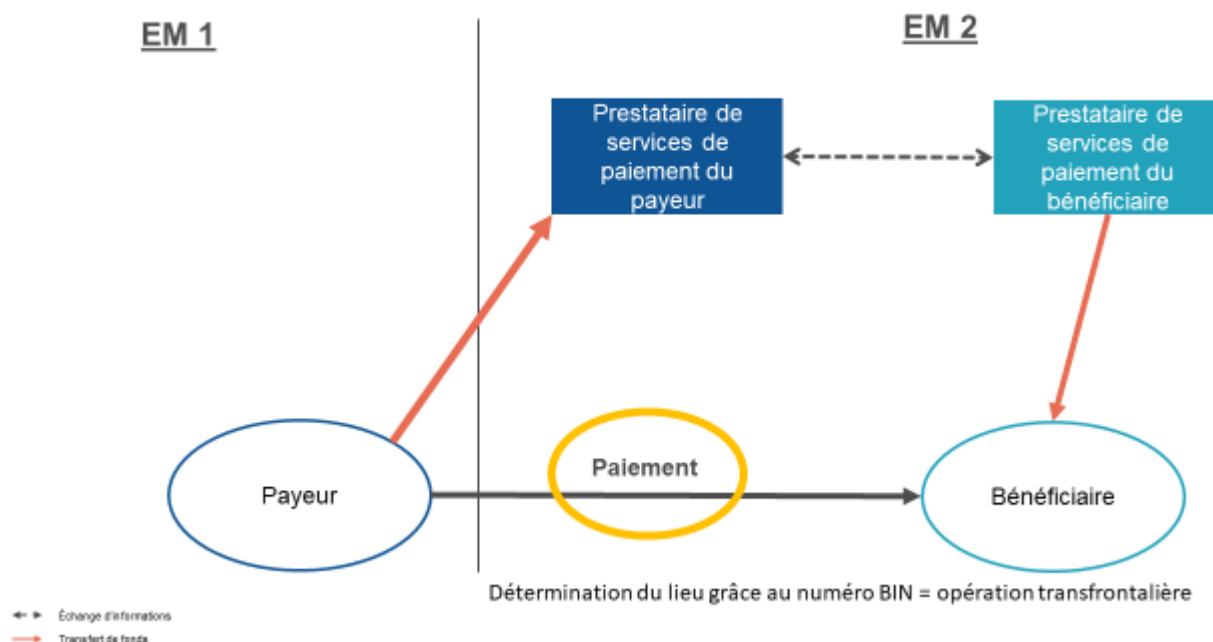 EM 1
EM 2
Prestataire de
services de
paiement du
payeur
Prestataire de
services de
paiement du
bénéficiaire
Paiement
Payeur
Bénéficiaire
Détermination du lieu grâce au numéro BIN = opération transfrontalière
Échange d'informations
Transfert de fonds